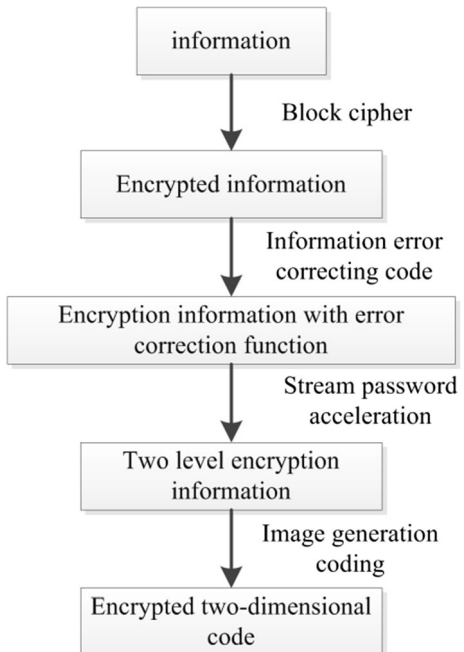 information
Block cipher
Encrypted information
Information error
correcting code
Encryption information with error
correction function
Stream password
acceleration
Two level encryption
information
Image generation
coding
Encrypted two-dimensional
code